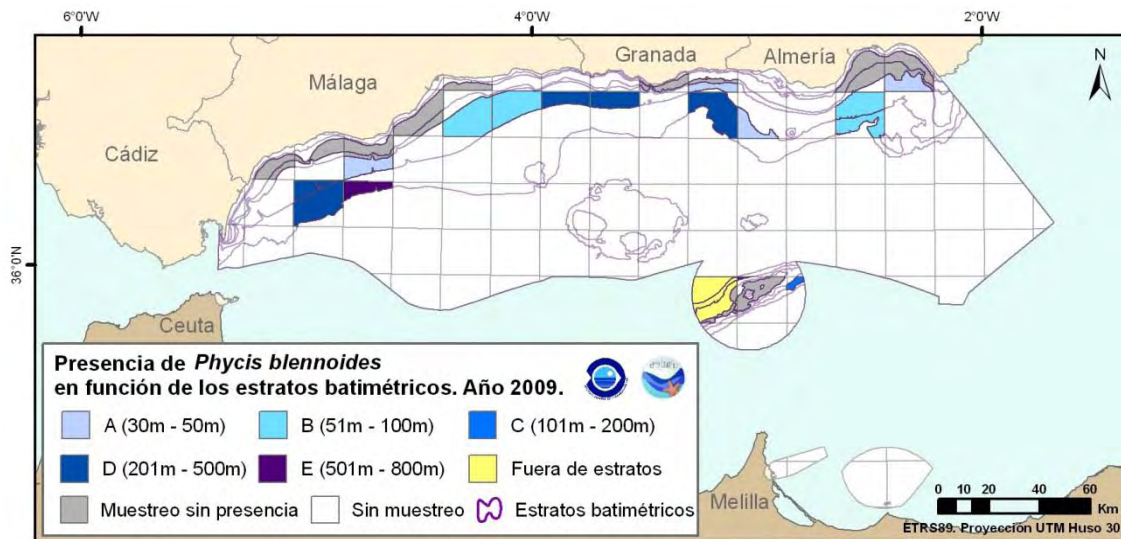 6°0'W
4°0'W
2°0'W
Granada
Almería
N
Málaga
Cádiz
36°0'N
Ceuta
Presencia de Phycis blennoides
en función de los estratos batimétricos. Año 2009.
A (30m - 50m)
B (51m - 100m)
C (101m - 200m)
D (201m - 500m)
E (501m - 800m)
Fuera de estratos
Muestreo sin presencia
Sin muestreo
Estratos batimétricos
Melilla
0 10 20 40 60
Km
ETRS89. Proyección UTM Huso 30